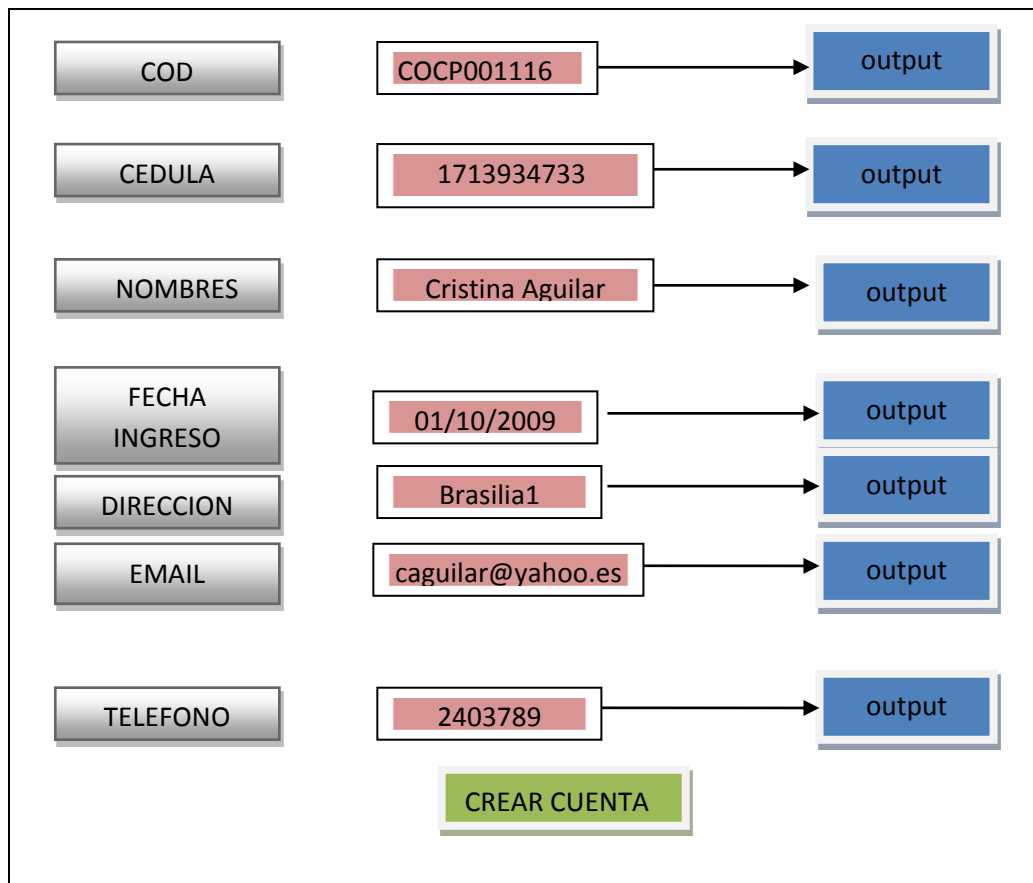 COD
COCP001116
output
CEDULA
1713934733
output
NOMBRES
Cristina Aguilar
output
FECHA
INGRESO
01/10/2009
output
DIRECCION
Brasilia1
output
EMAIL
caguilar@yahoo.es
output
TELEFONO
2403789
output
CREAR CUENTA